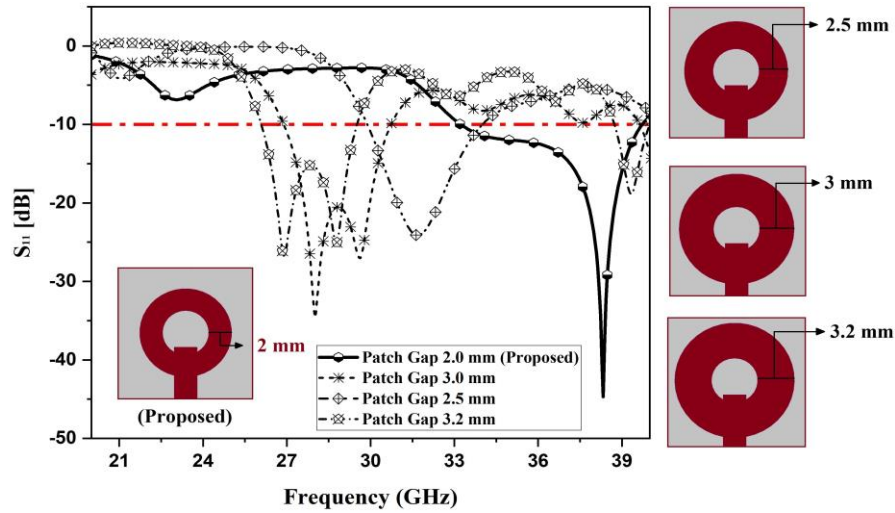 0
-10
-20
-30
-40
-50
S11 [dB]
21 24 27 30 33 36 39
Frequency (GHz)
2 mm
(Proposed)
Patch Gap 2.0 mm (Proposed)
Patch Gap 3.0 mm
Patch Gap 2.5 mm
Patch Gap 3.2 mm
2.5 mm
3 mm
3.2 mm